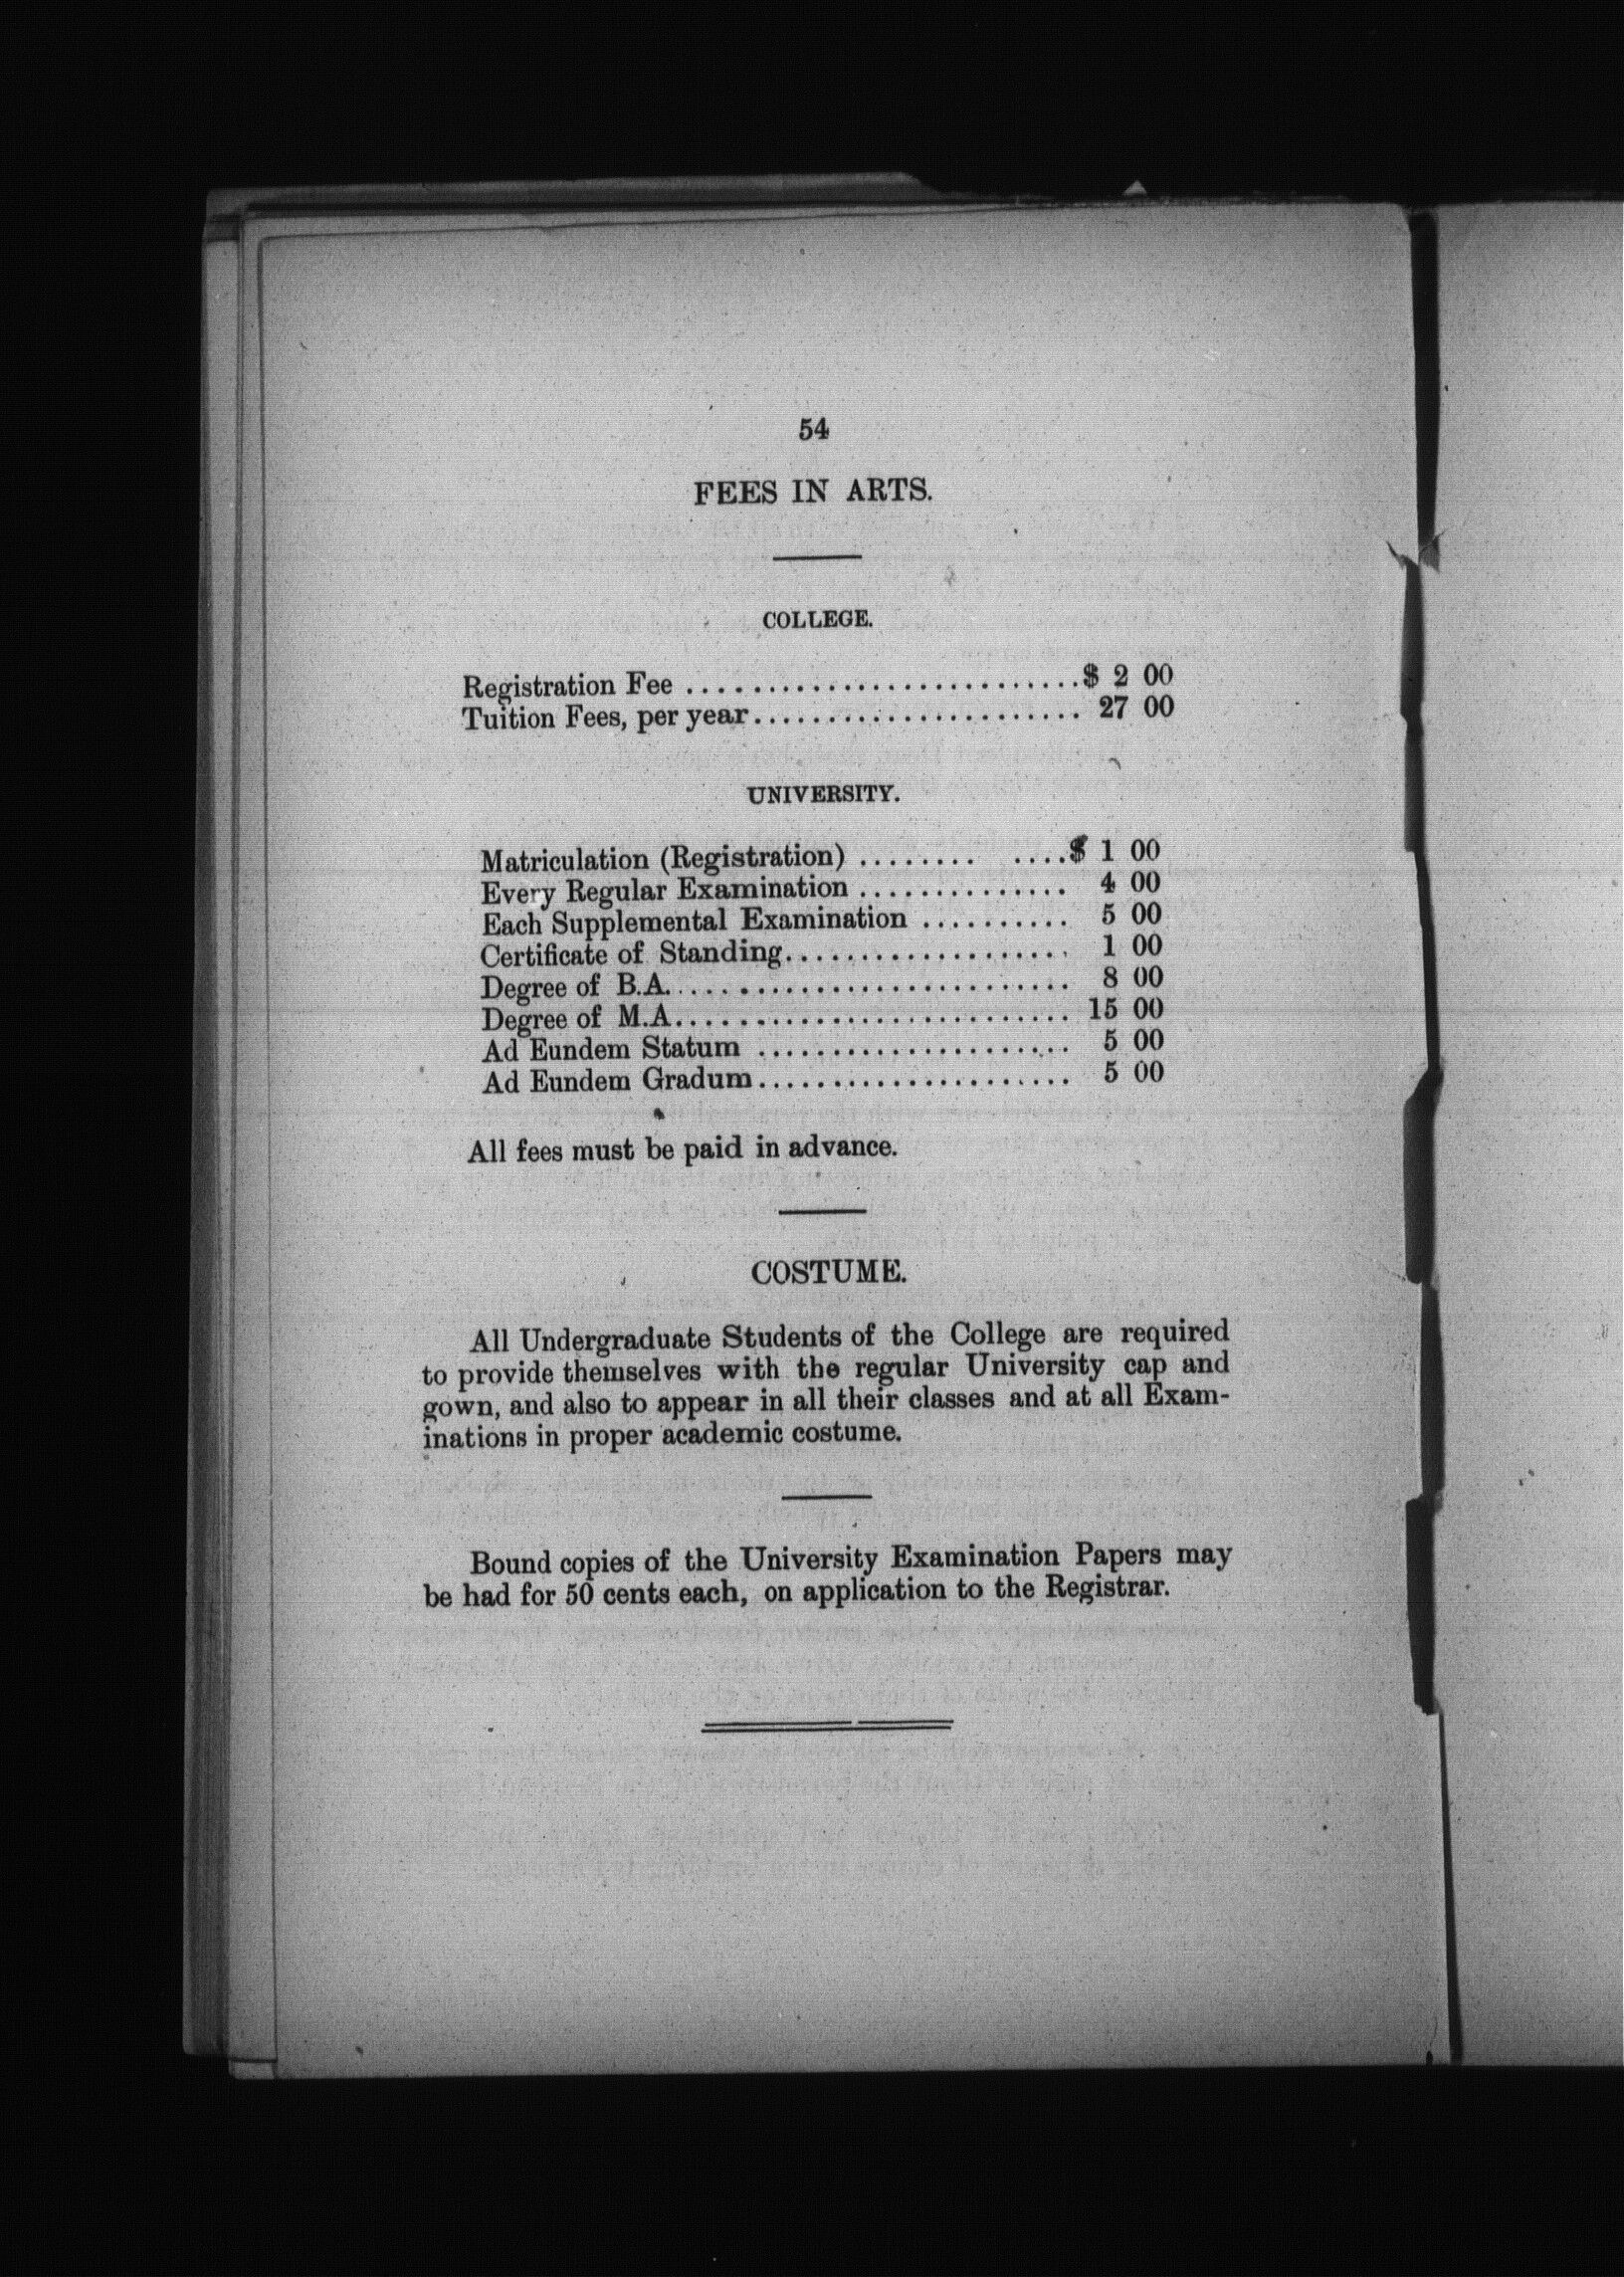 54
FEES IN ARTS.
COLLEGE.
Registration Fee ........................... $ 2 00
Tuition Fees, per year ...................... 27 00
UNIVERSITY.
Matriculation (Registration) ........ .... $ 1 00
Every Regular Examination .............. 4 00
Each Supplemental Examination .......... 5 00
Certificate of Standing................... 1 00
Degree of B.A........................... 8 00
Degree of M.A........................... 15 00
Ad Eundem Statum ..................... 5 00
Ad Eundem Gradum..................... 5 00
All fees must be paid in advance.
COSTUME.
All Undergraduate Students of the College are required
to provide themselves with the regular University cap and
gown, and also to appear in all their classes and at all Exam-
inations in proper academic costume.
Bound copies of the University Examination Papers may
be had for 50 cents each, on application to the Registrar.